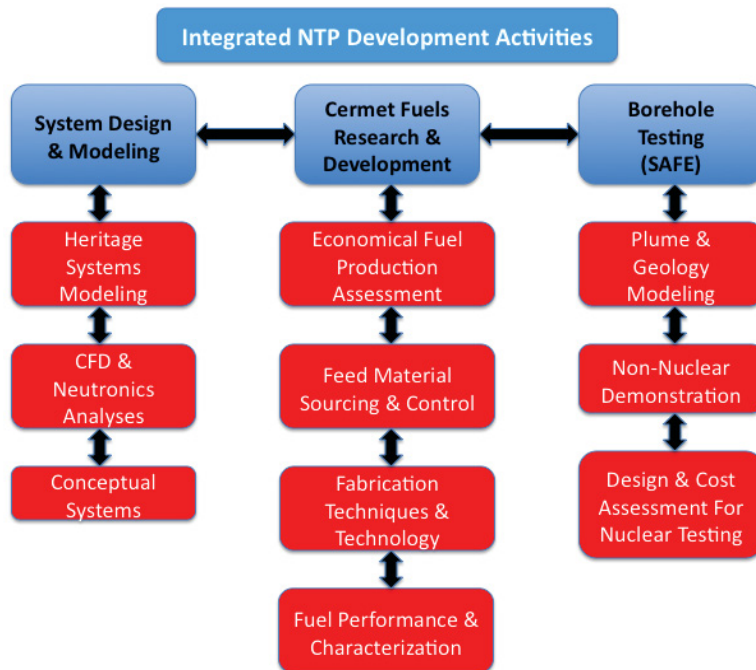 Integrated NTP Development Activities
System Design
& Modeling
Cermet Fuels
Research &
Development
Borehole
Testing
(SAFE)
Heritage
Systems
Modeling
Economical Fuel
Production
Assessment
Plume &
Geology
Modeling
CFD &
Neutronics
Analyses
Feed Material
Sourcing & Control
Non-Nuclear
Demonstration
Conceptual
Systems
Fabrication
Techniques &
Technology
Design & Cost
Assessment For
Nuclear Testing
Fuel Performance &
Characterization